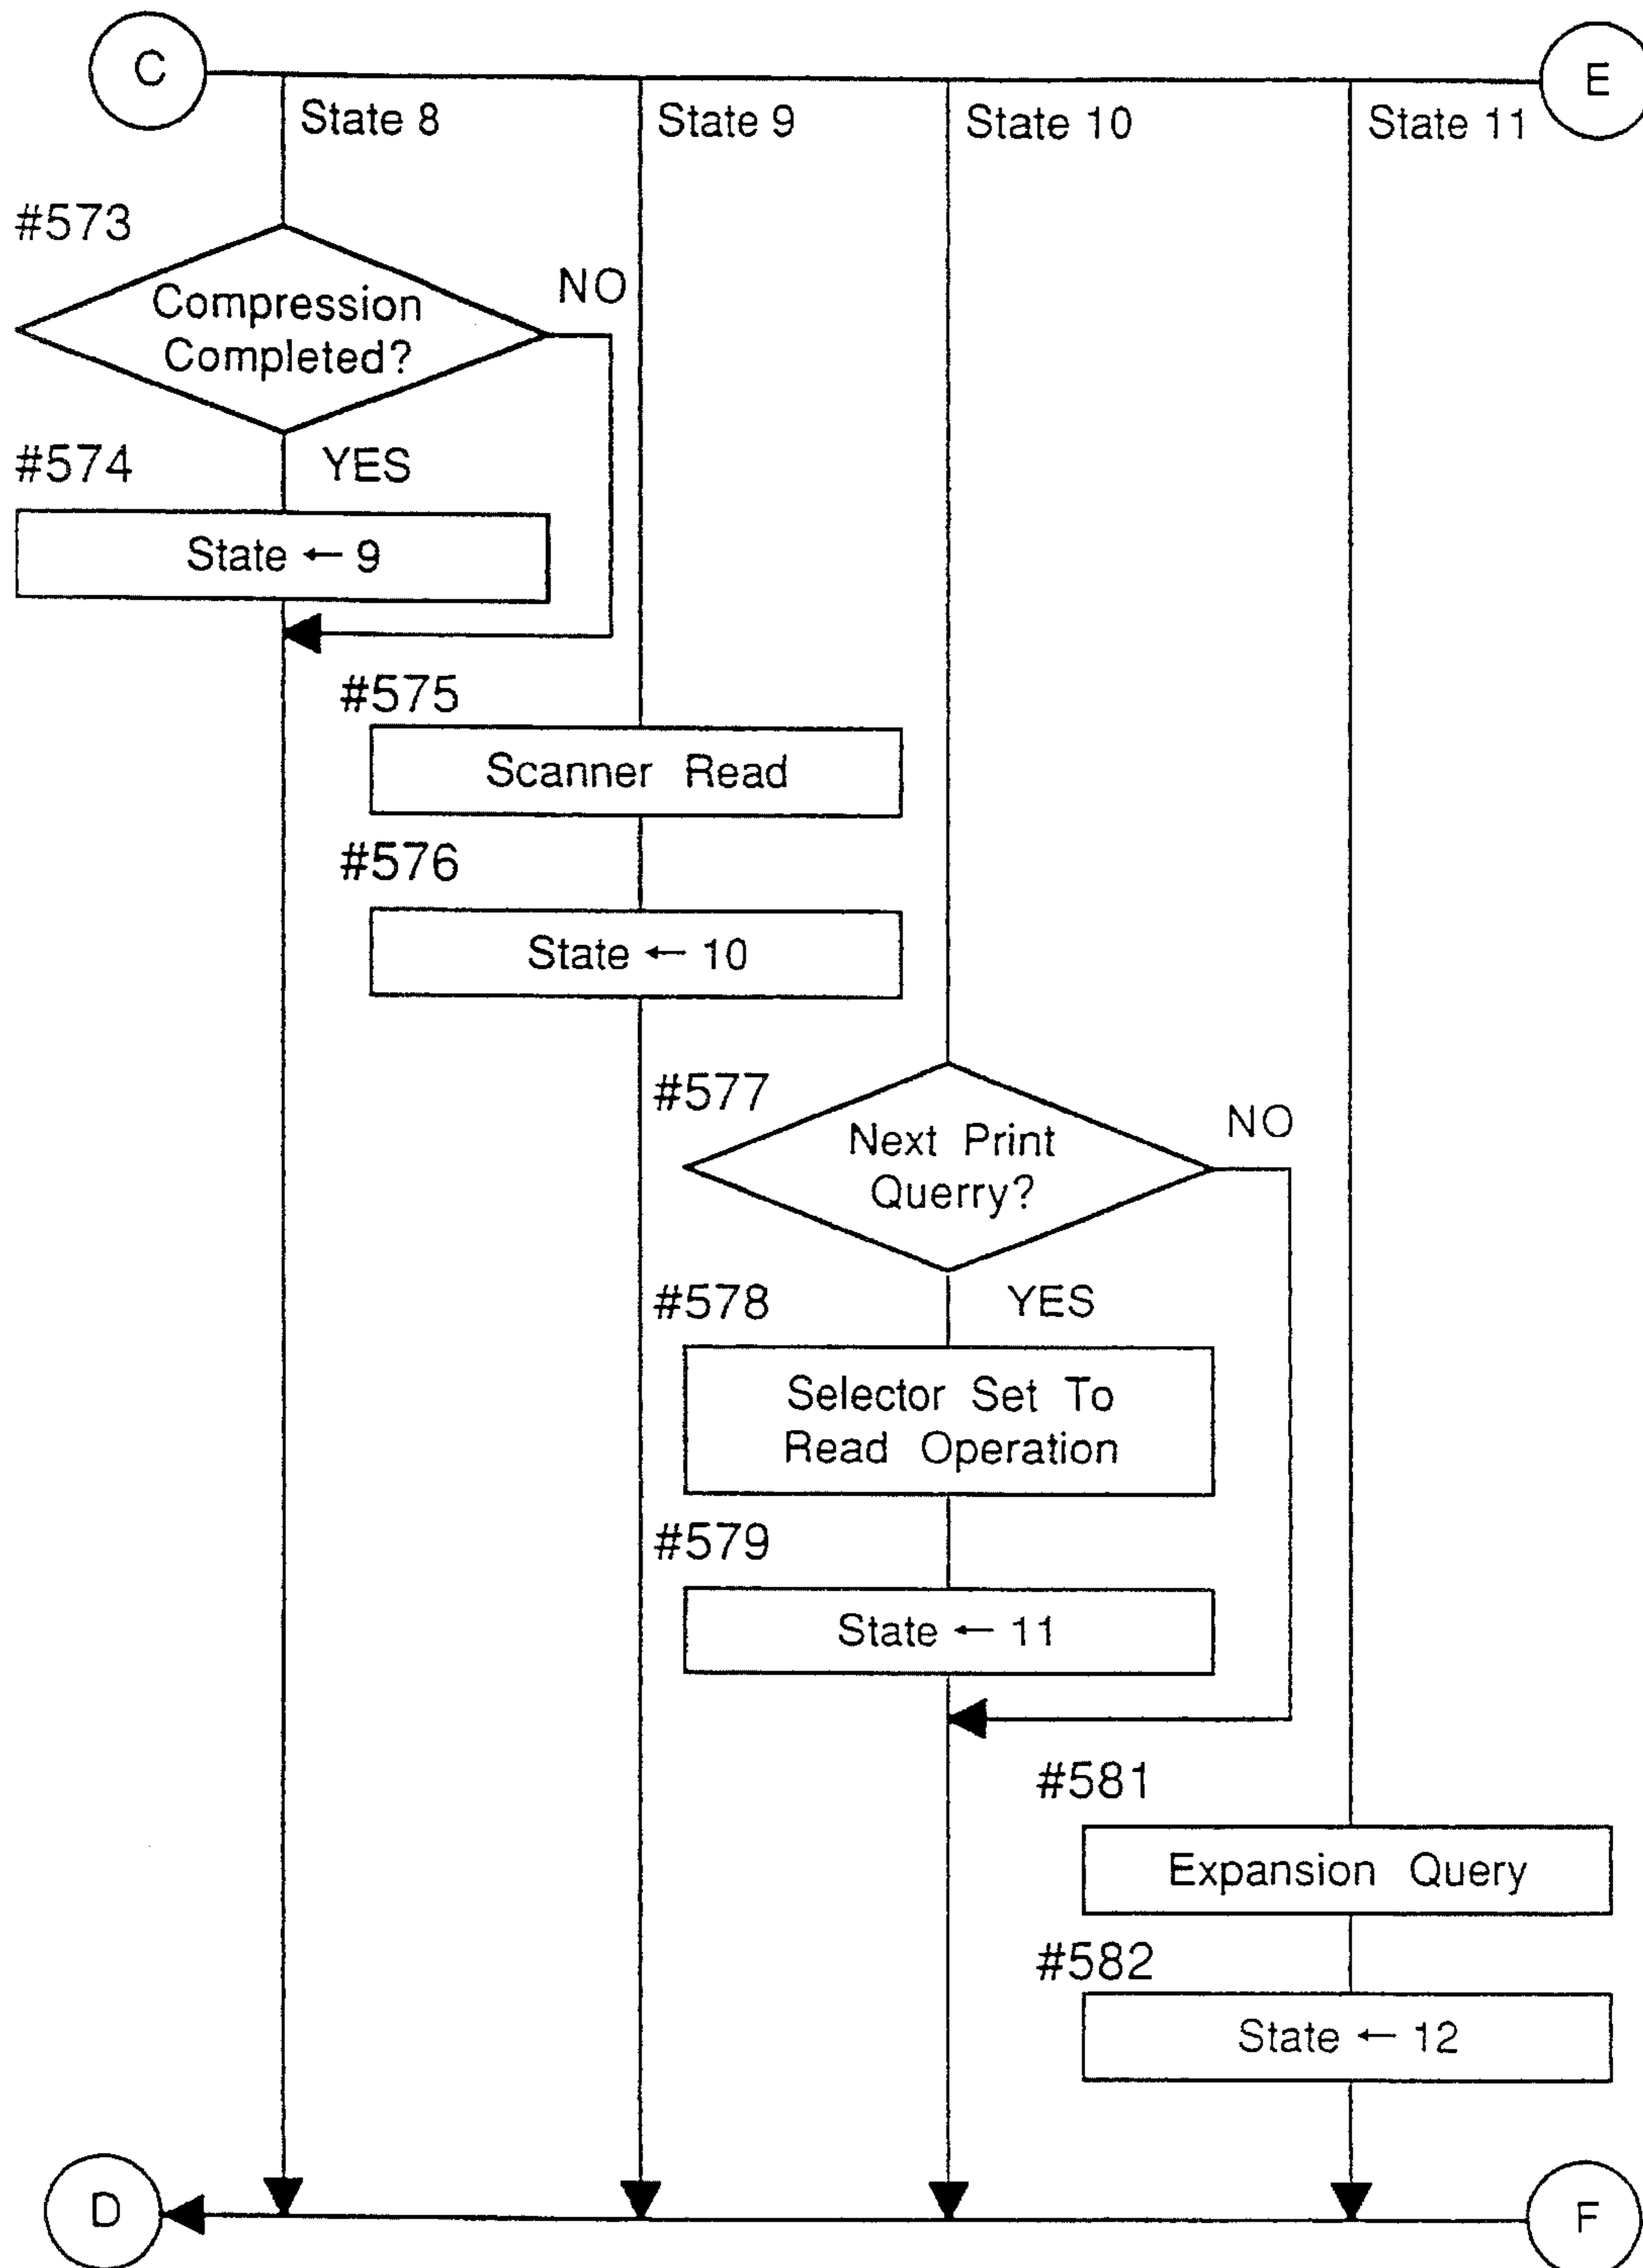 C
E
State 8
State 9
State 10
State 11
#573
Compression
Completed?
NO
#574
YES
State ← 9
#575
Scanner Read
#576
State ← 10
#577
Next Print
Querry?
NO
#578
YES
Selector Set To
Read Operation
#579
State ← 11
#581
Expansion Query
#582
State ← 12
D
F